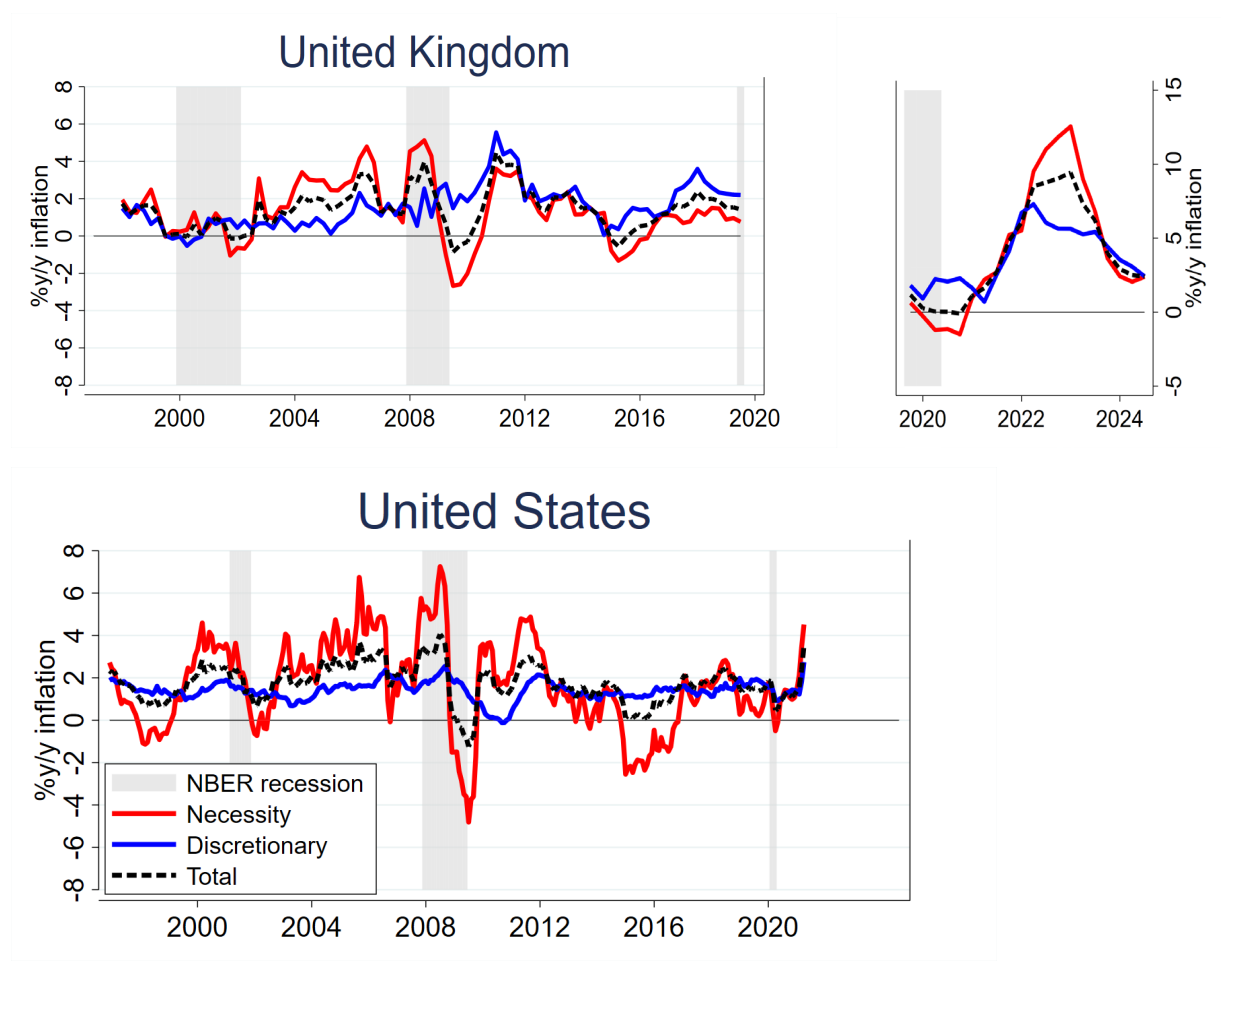 United Kingdom
%y/y inflation
8
6
4
2
0
-2
-4
-6
-8
2000 2004 2008 2012 2016 2020
15
10
5
0
-5
%y/y inflation
2020 2022 2024
United States
%y/y inflation
8
6
4
2
0
-2
-4
-6
-8
NBER recession
Necessity
Discretionary
Total
2000 2004 2008 2012 2016 2020